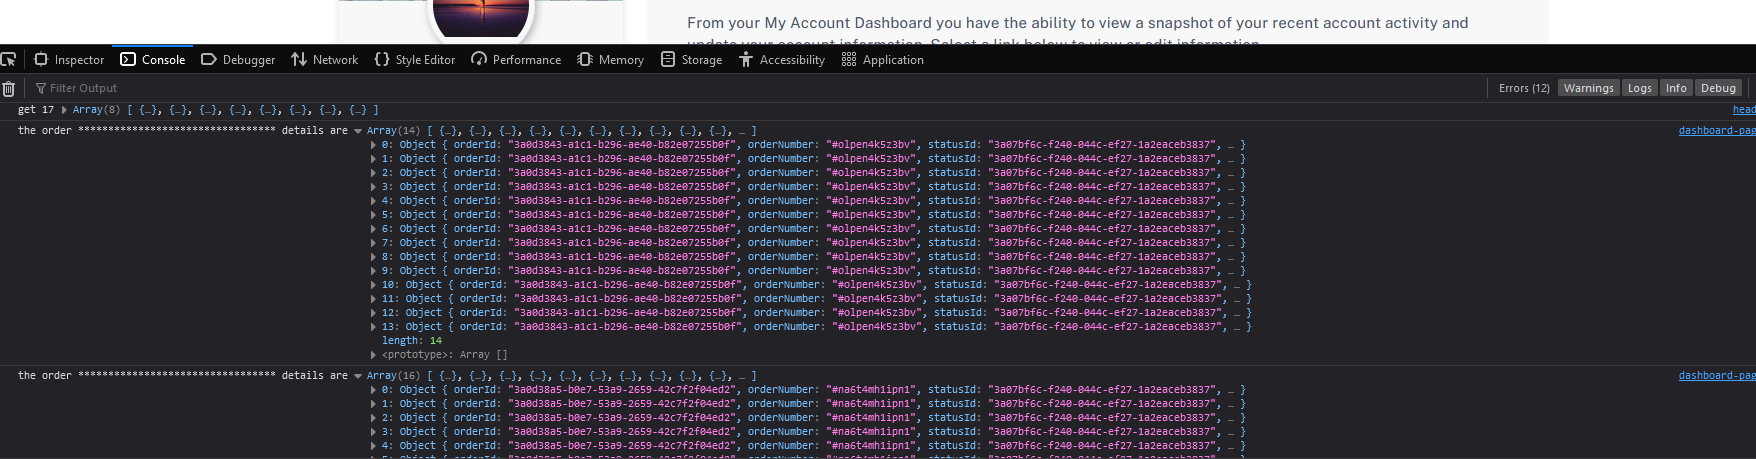 From your My Account Dashboard you have the ability to view a snapshot of your recent account activity and
update your account information. Select a link below to view or edit information.
Inspector Console Debugger Network Style Editor Performance Memory Storage Accessibility Application
Filter Output Errors (12) Warnings Logs Info Debug
get 17 Array(8) [ {…}, {…}, {…}, {…}, {…}, {…}, {…}, {…} ] head
the order ********************************* details are Array(14) [ {…}, {…}, {…}, {…}, {…}, {…}, {…}, {…}, {…}, {…}, … ] dashboard-pag
0: Object { orderId: "3a0d3843-a1c1-b296-ae40-b82e07255b0f", orderNumber: "#olpen4k5z3bv", statusId: "3a07bf6c-f240-044c-ef27-1a2eaceb3837", … }
1: Object { orderId: "3a0d3843-a1c1-b296-ae40-b82e07255b0f", orderNumber: "#olpen4k5z3bv", statusId: "3a07bf6c-f240-044c-ef27-1a2eaceb3837", … }
2: Object { orderId: "3a0d3843-a1c1-b296-ae40-b82e07255b0f", orderNumber: "#olpen4k5z3bv", statusId: "3a07bf6c-f240-044c-ef27-1a2eaceb3837", … }
3: Object { orderId: "3a0d3843-a1c1-b296-ae40-b82e07255b0f", orderNumber: "#olpen4k5z3bv", statusId: "3a07bf6c-f240-044c-ef27-1a2eaceb3837", … }
4: Object { orderId: "3a0d3843-a1c1-b296-ae40-b82e07255b0f", orderNumber: "#olpen4k5z3bv", statusId: "3a07bf6c-f240-044c-ef27-1a2eaceb3837", … }
5: Object { orderId: "3a0d3843-a1c1-b296-ae40-b82e07255b0f", orderNumber: "#olpen4k5z3bv", statusId: "3a07bf6c-f240-044c-ef27-1a2eaceb3837", … }
6: Object { orderId: "3a0d3843-a1c1-b296-ae40-b82e07255b0f", orderNumber: "#olpen4k5z3bv", statusId: "3a07bf6c-f240-044c-ef27-1a2eaceb3837", … }
7: Object { orderId: "3a0d3843-a1c1-b296-ae40-b82e07255b0f", orderNumber: "#olpen4k5z3bv", statusId: "3a07bf6c-f240-044c-ef27-1a2eaceb3837", … }
8: Object { orderId: "3a0d3843-a1c1-b296-ae40-b82e07255b0f", orderNumber: "#olpen4k5z3bv", statusId: "3a07bf6c-f240-044c-ef27-1a2eaceb3837", … }
9: Object { orderId: "3a0d3843-a1c1-b296-ae40-b82e07255b0f", orderNumber: "#olpen4k5z3bv", statusId: "3a07bf6c-f240-044c-ef27-1a2eaceb3837", … }
10: Object { orderId: "3a0d3843-a1c1-b296-ae40-b82e07255b0f", orderNumber: "#olpen4k5z3bv", statusId: "3a07bf6c-f240-044c-ef27-1a2eaceb3837", … }
11: Object { orderId: "3a0d3843-a1c1-b296-ae40-b82e07255b0f", orderNumber: "#olpen4k5z3bv", statusId: "3a07bf6c-f240-044c-ef27-1a2eaceb3837", … }
12: Object { orderId: "3a0d3843-a1c1-b296-ae40-b82e07255b0f", orderNumber: "#olpen4k5z3bv", statusId: "3a07bf6c-f240-044c-ef27-1a2eaceb3837", … }
13: Object { orderId: "3a0d3843-a1c1-b296-ae40-b82e07255b0f", orderNumber: "#olpen4k5z3bv", statusId: "3a07bf6c-f240-044c-ef27-1a2eaceb3837", … }
length: 14
<prototype>: Array []
the order ********************************* details are Array(16) [ {…}, {…}, {…}, {…}, {…}, {…}, {…}, {…}, {…}, {…}, … ] dashboard-pag
0: Object { orderId: "3a0d38a5-b0e7-53a9-2659-42c7f2f04ed2", orderNumber: "#na6t4mh1ipn1", statusId: "3a07bf6c-f240-044c-ef27-1a2eaceb3837", … }
1: Object { orderId: "3a0d38a5-b0e7-53a9-2659-42c7f2f04ed2", orderNumber: "#na6t4mh1ipn1", statusId: "3a07bf6c-f240-044c-ef27-1a2eaceb3837", … }
2: Object { orderId: "3a0d38a5-b0e7-53a9-2659-42c7f2f04ed2", orderNumber: "#na6t4mh1ipn1", statusId: "3a07bf6c-f240-044c-ef27-1a2eaceb3837", … }
3: Object { orderId: "3a0d38a5-b0e7-53a9-2659-42c7f2f04ed2", orderNumber: "#na6t4mh1ipn1", statusId: "3a07bf6c-f240-044c-ef27-1a2eaceb3837", … }
4: Object { orderId: "3a0d38a5-b0e7-53a9-2659-42c7f2f04ed2", orderNumber: "#na6t4mh1ipn1", statusId: "3a07bf6c-f240-044c-ef27-1a2eaceb3837", … }